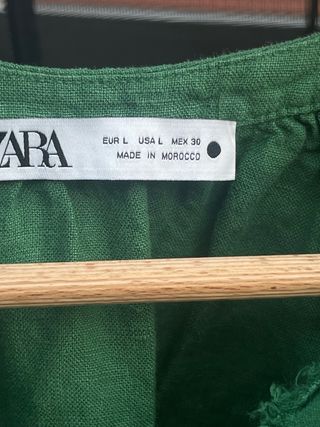 ZARA
EUR L USA L MEX 30
MADE IN MOROCCO